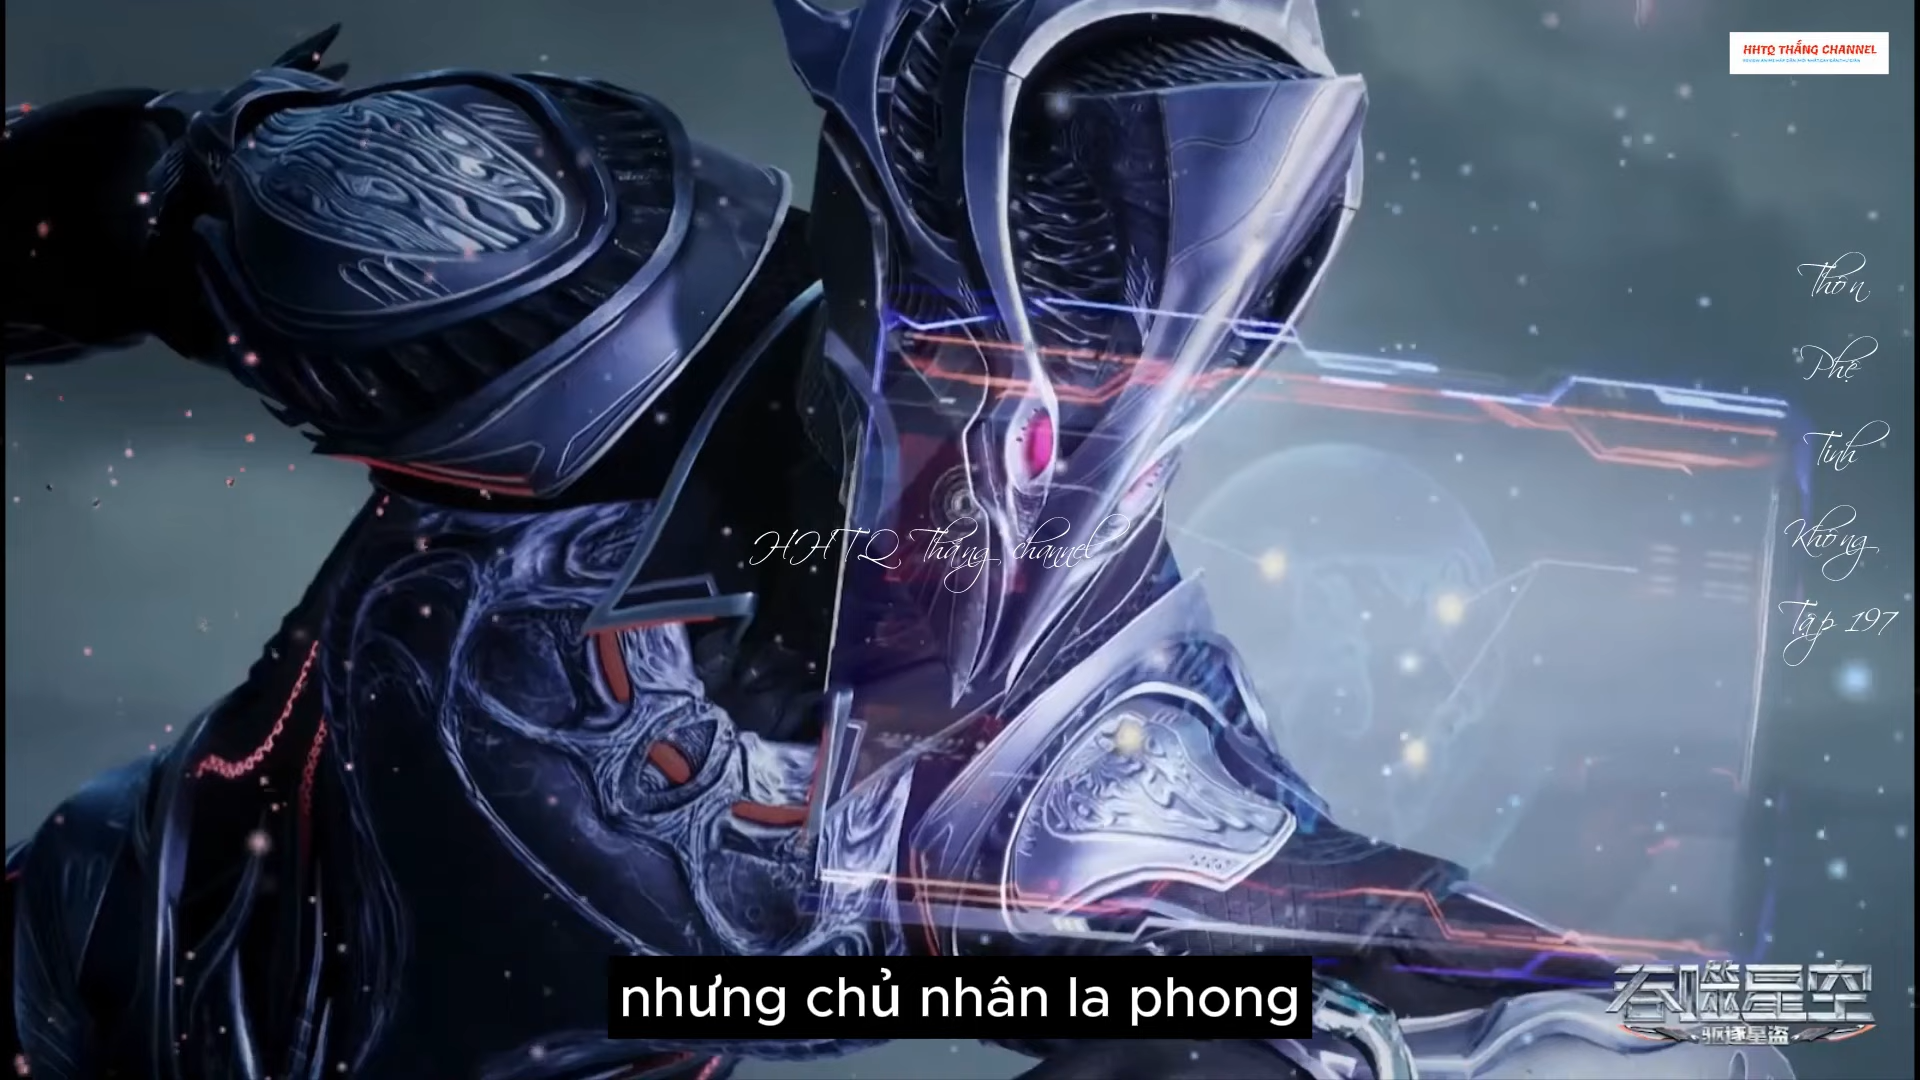 HHTQ THẮNG CHANNEL
Thôn
Phệ
Tinh
Không
Tập 197
HHTQ Thắng channel
nhưng chủ nhân la phong
吞噬星空
驱逐星盗